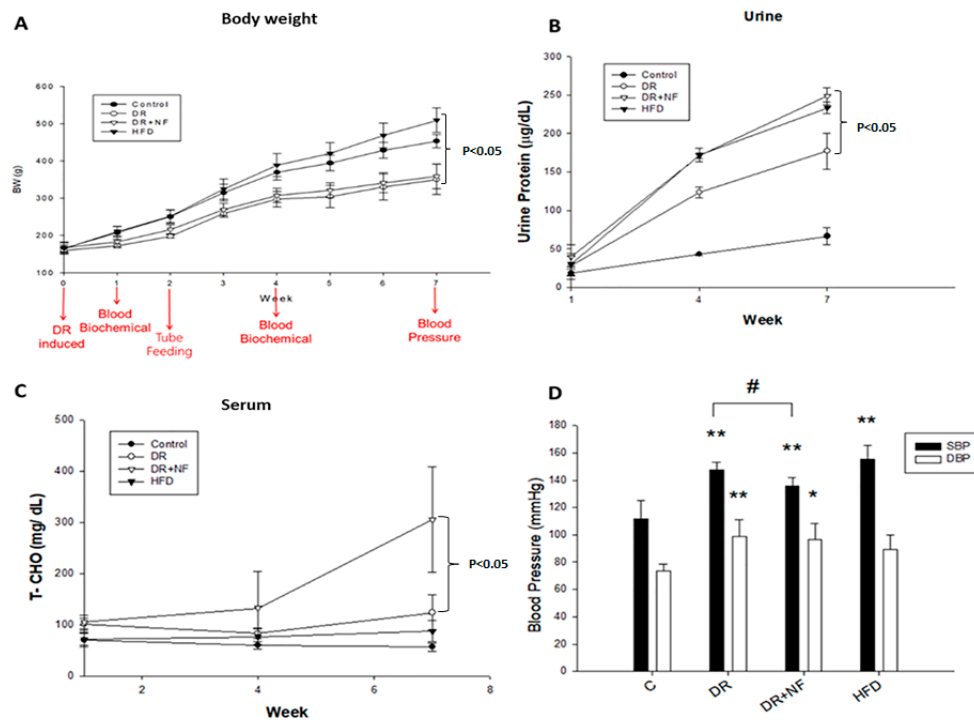 A
Body weight
600
500
400
300
200
100
BW (g)
Control
DR
DR+NF
HFD
P<0.05
0
1
2
3
4
5
6
7
Week
DR
induced
Blood
Biochemical
Tube
Feeding
Blood
Biochemical
Blood
Pressure
B
Urine
300
250
200
150
100
50
0
Urine Protein (µg/dL)
Control
DR
DR+NF
HFD
P<0.05
1
4
7
Week
C
Serum
500
400
300
200
100
0
T- CHO (mg/ dL)
Control
DR
DR+NF
HFD
P<0.05
2
4
6
8
Week
D
#
180
160
140
120
100
80
60
40
20
0
Blood Pressure (mmHg)
**
**
**
**
*
SBP
DBP
C
DR
DR+NF
HFD